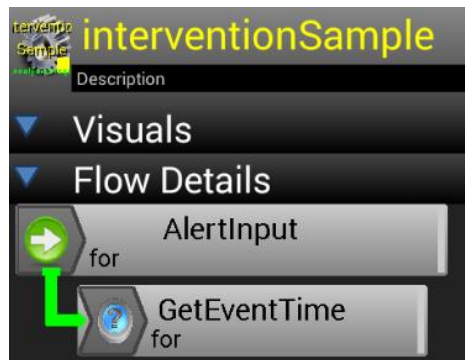 interventionSample
Description
Visuals
Flow Details
AlertInput
for
GetEventTime
for